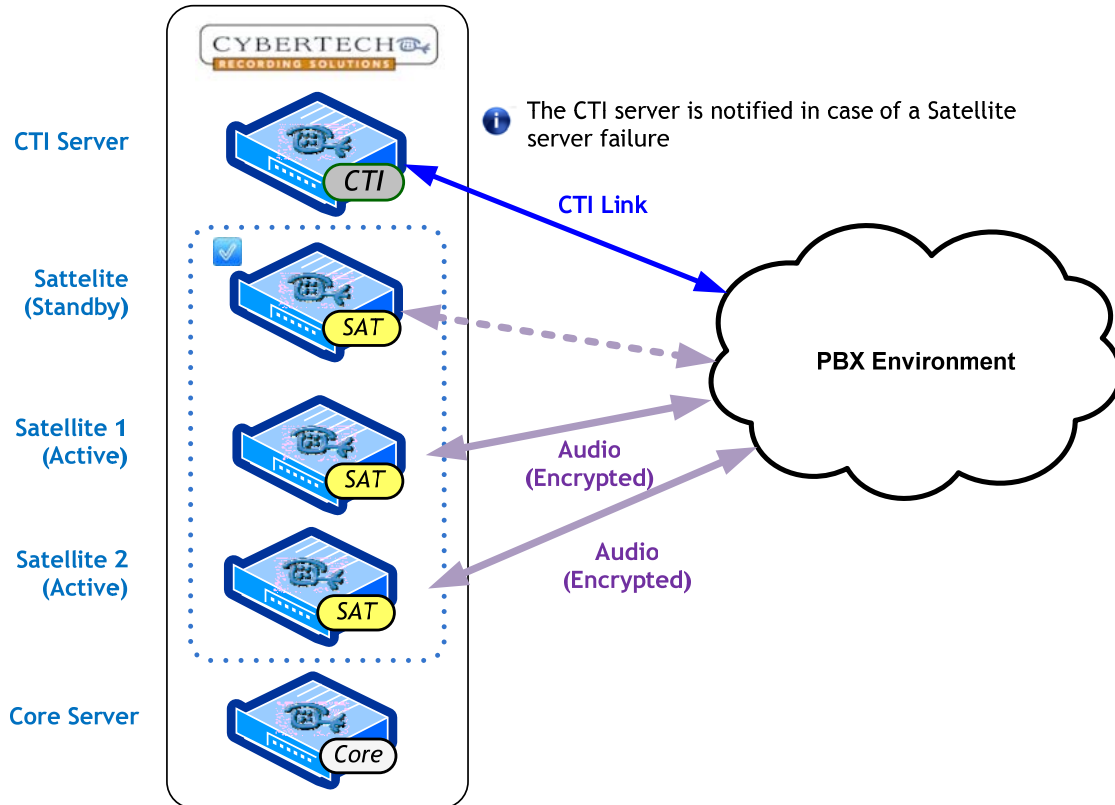 CYBERTECH
RECORDING SOLUTIONS
CTI Server
CTI
i
The CTI server is notified in case of a Satellite
server failure
CTI Link
Sattelite
(Standby)
SAT
PBX Environment
Satellite 1
(Active)
SAT
Audio
(Encrypted)
Satellite 2
(Active)
SAT
Audio
(Encrypted)
Core Server
Core